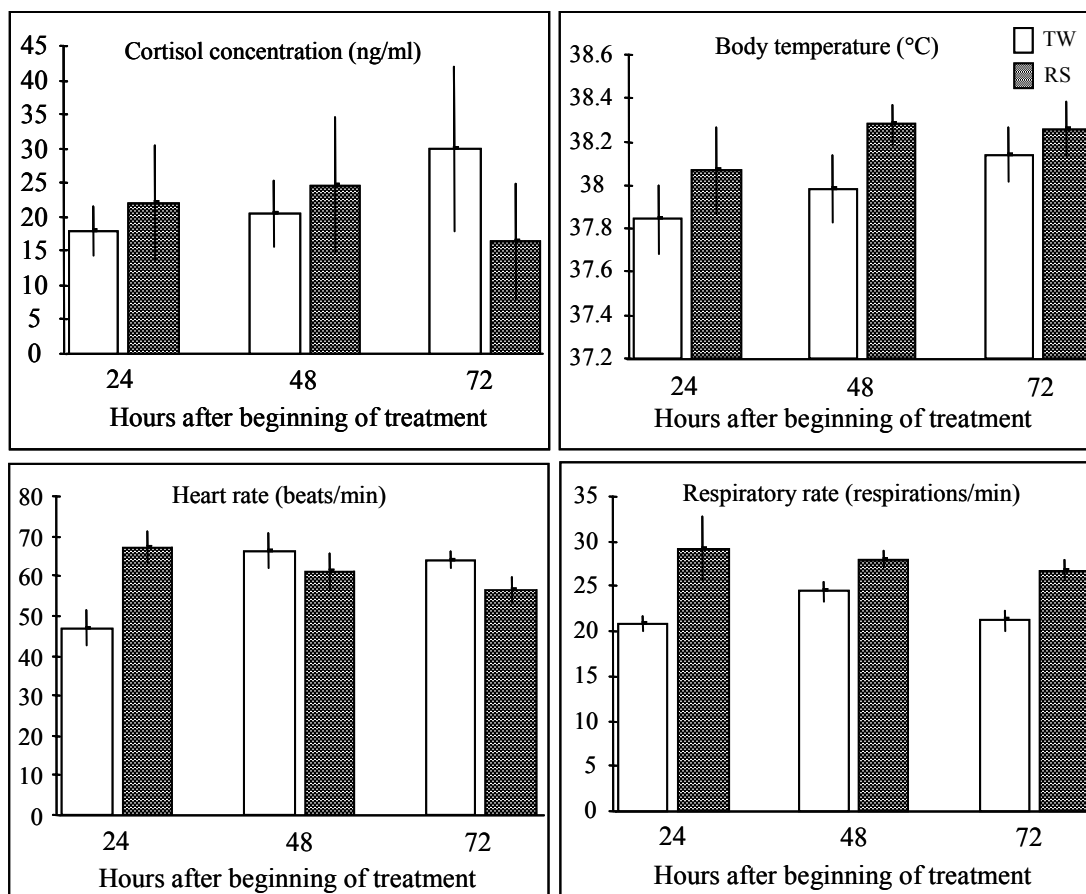 Cortisol concentration (ng/ml)
45
40
35
30
25
20
15
10
5
0
24 48 72
Hours after beginning of treatment
Body temperature (°C)
TW
RS
38.6
38.4
38.2
38
37.8
37.6
37.4
37.2
24 48 72
Hours after beginning of treatment
Heart rate (beats/min)
80
70
60
50
40
30
20
10
0
24 48 72
Hours after beginning of treatment
Respiratory rate (respirations/min)
35
30
25
20
15
10
5
0
24 48 72
Hours after beginning of treatment